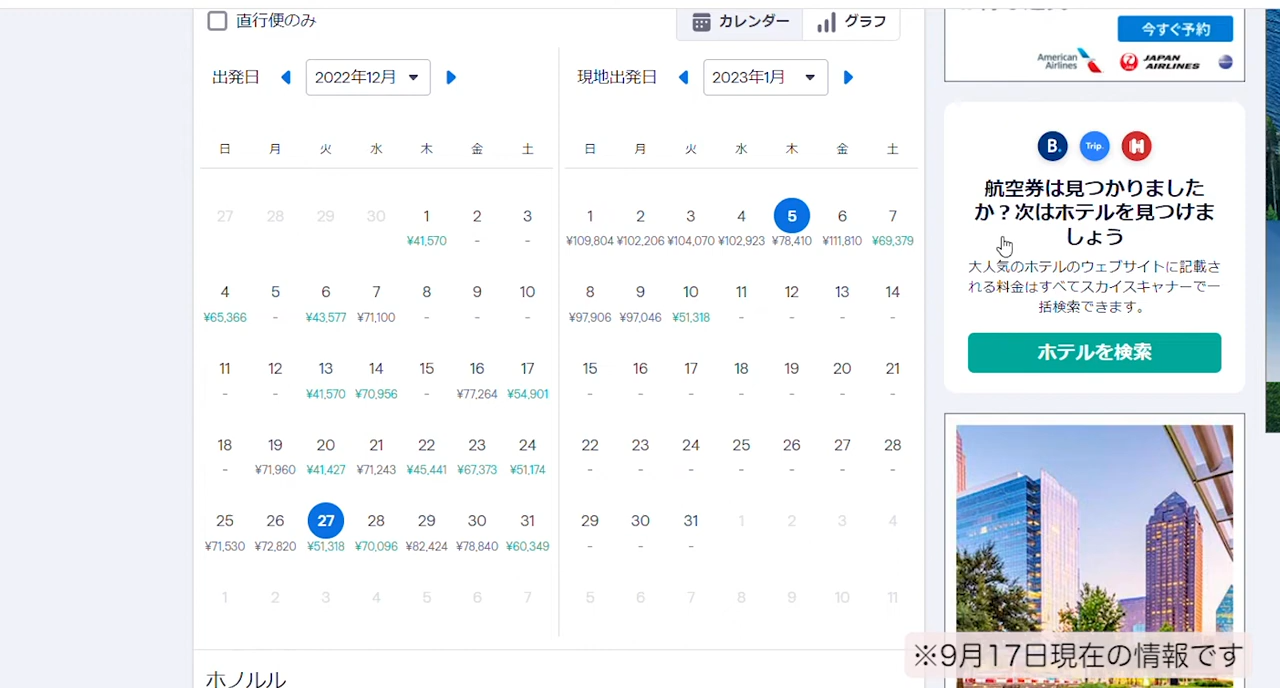 直行便のみ
カレンダー
グラフ
出発日
2022年12月
現地出発日
2023年1月
日 月 火 水 木 金 土
27 28 29 30 1 2 3
¥41,570 - -
4 5 6 7 8 9 10
¥65,366 - ¥43,577 ¥71,100 - - -
11 12 13 14 15 16 17
- - ¥41,570 ¥70,956 - ¥77,264 ¥54,901
18 19 20 21 22 23 24
- ¥71,960 ¥41,427 ¥71,243 ¥45,441 ¥67,373 ¥51,174
25 26 27 28 29 30 31
¥71,530 ¥72,820 ¥51,318 ¥70,096 ¥82,424 ¥78,840 ¥60,349
1 2 3 4 5 6 7
日 月 火 水 木 金 土
1 2 3 4 5 6 7
¥109,804 ¥102,206 ¥104,070 ¥102,923 ¥78,410 ¥111,810 ¥69,379
8 9 10 11 12 13 14
¥97,906 ¥97,046 ¥51,318 - - - -
15 16 17 18 19 20 21
- - - - - - -
22 23 24 25 26 27 28
- - - - - - -
29 30 31 1 2 3 4
- - -
5 6 7 8 9 10 11
ホノルル
今すぐ予約
American
Airlines
JAPAN
AIRLINES
B.
Trip.
H
航空券は見つかりました
か？次はホテルを見つけま
しょう
大人気のホテルのウェブサイトに記載さ
れる料金はすべてスカイスキャナーで一
括検索できます。
ホテルを検索
※9月17日現在の情報です